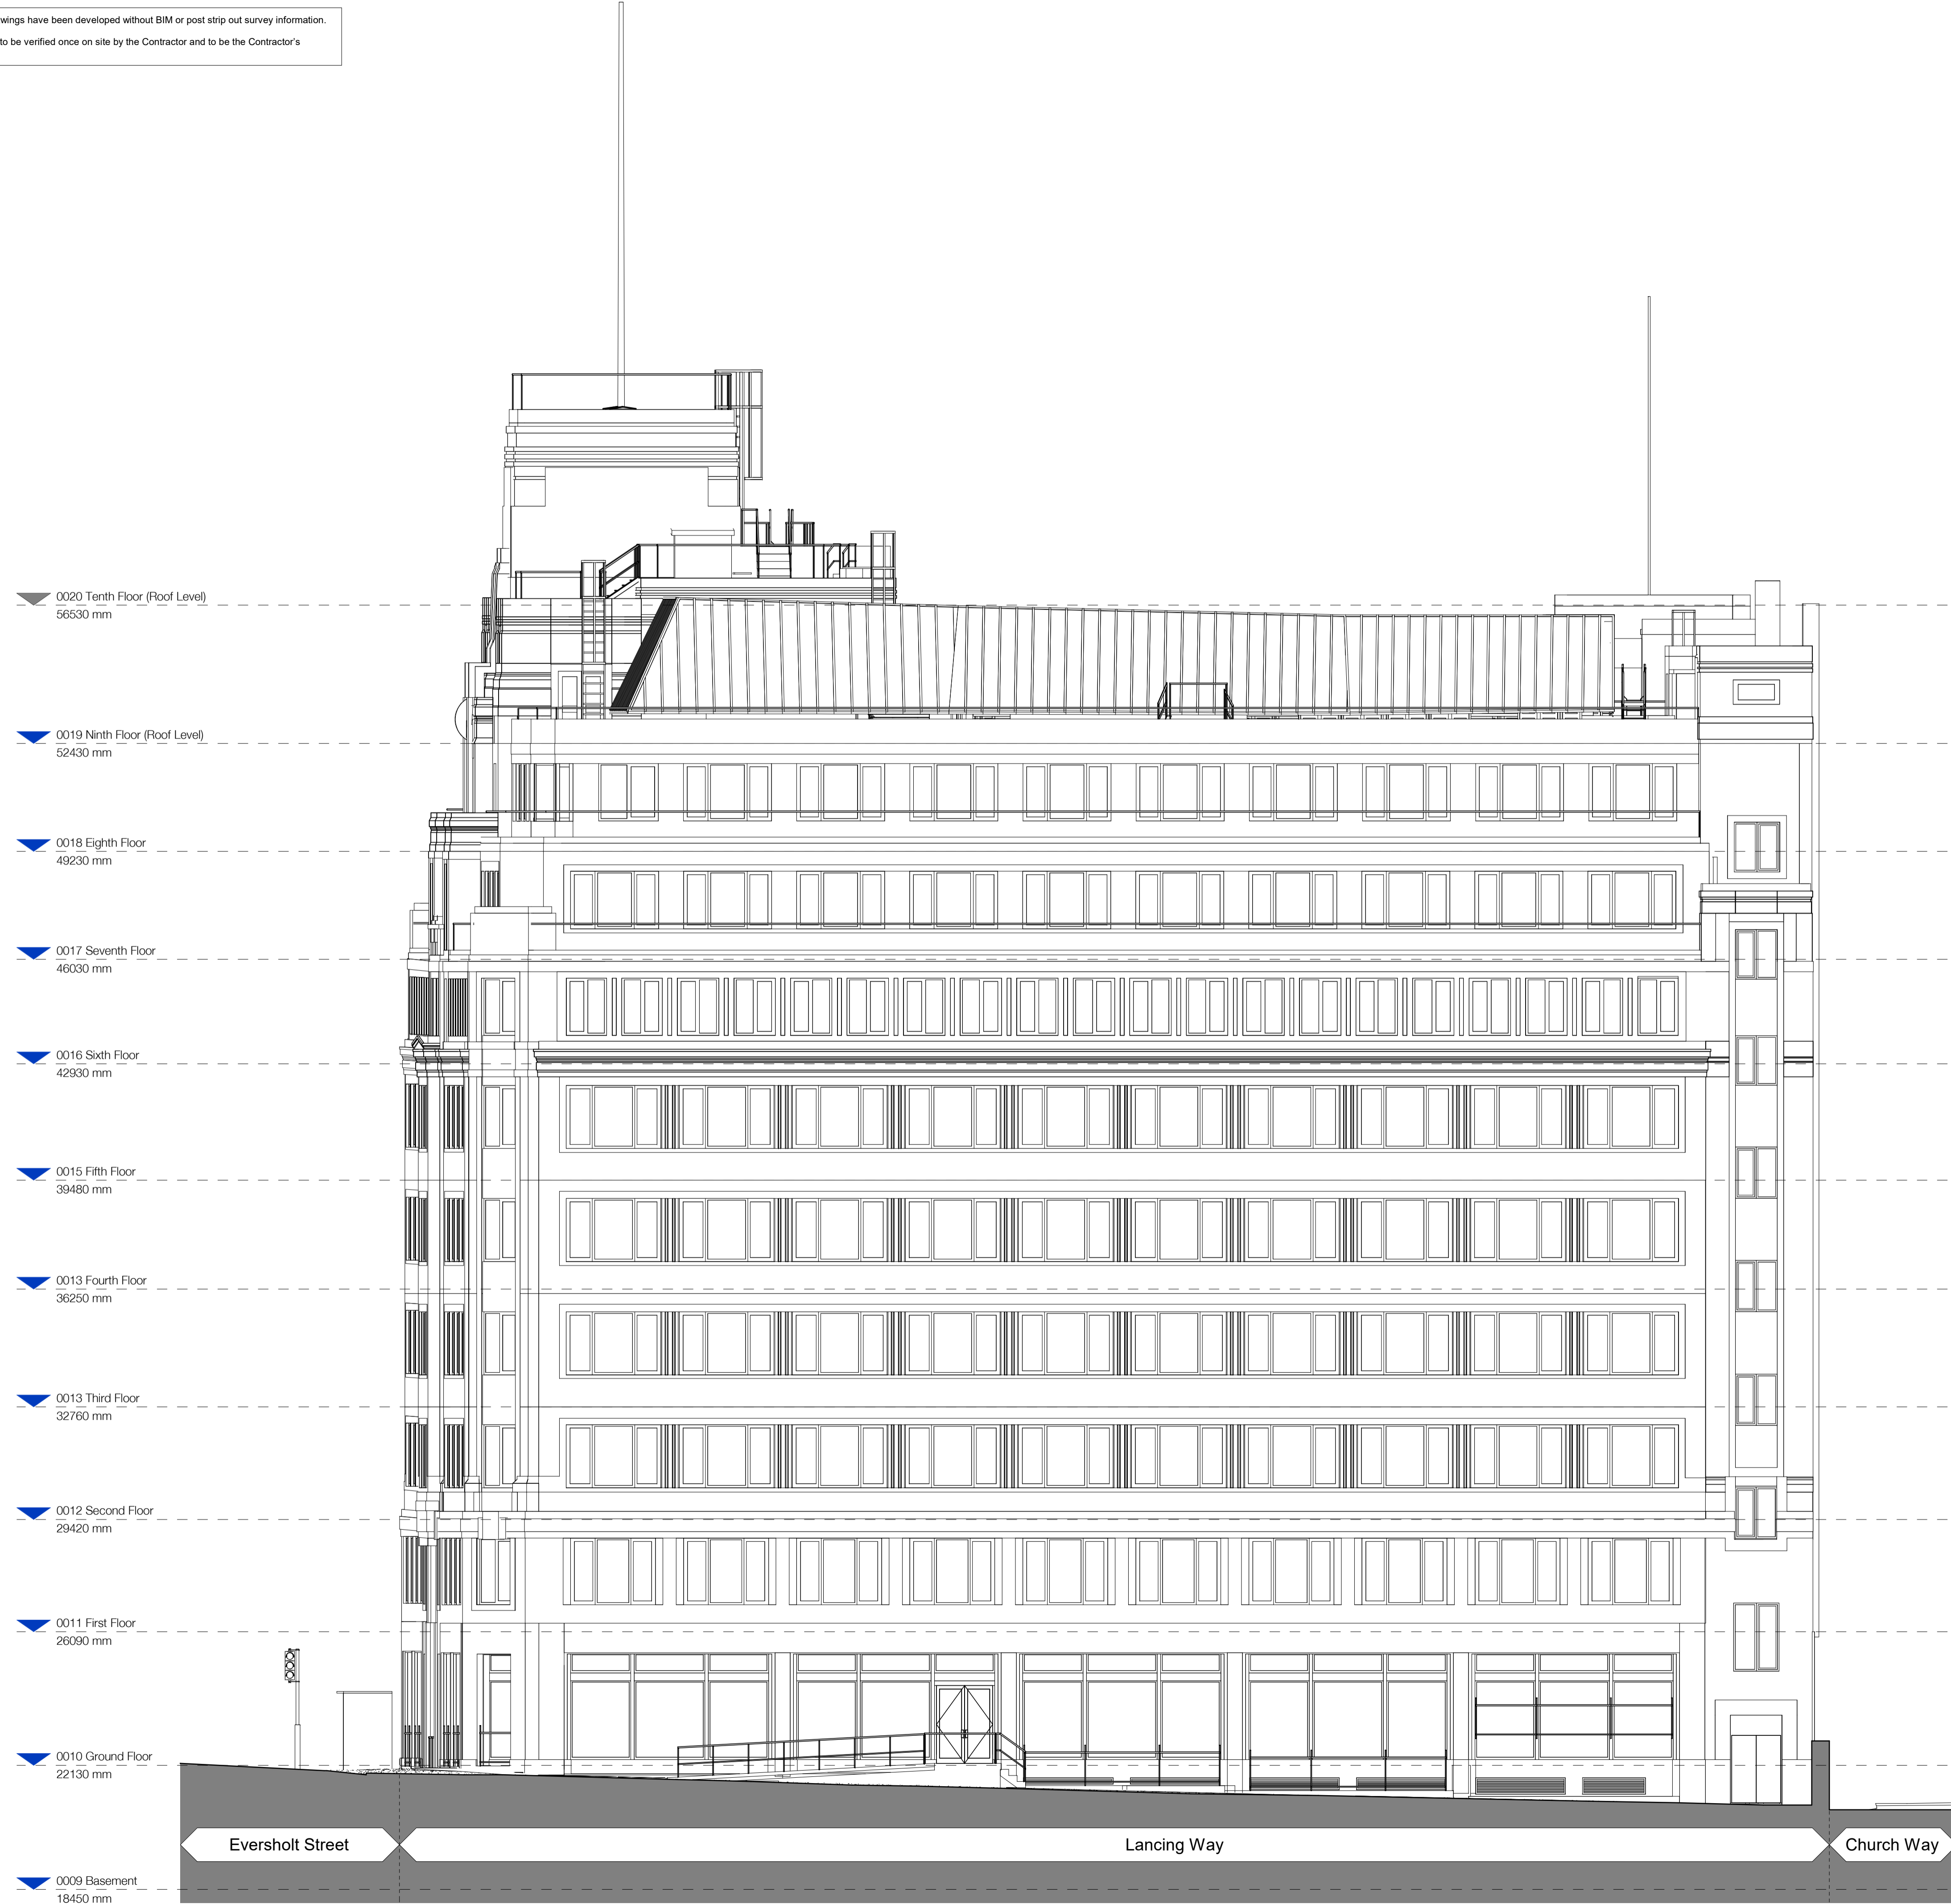 wings have been developed without BIM or post strip out survey information.
to be verified once on site by the Contractor and to be the Contractor's
0020 Tenth Floor (Roof Level)
56530 mm
0019 Ninth Floor (Roof Level)
52430 mm
0018 Eighth Floor
49230 mm
0017 Seventh Floor
46030 mm
0016 Sixth Floor
42930 mm
0015 Fifth Floor
39480 mm
0013 Fourth Floor
36250 mm
0013 Third Floor
32760 mm
0012 Second Floor
29420 mm
0011 First Floor
26090 mm
0010 Ground Floor
22130 mm
Eversholt Street
Lancing Way
Church Way
0009 Basement
18450 mm